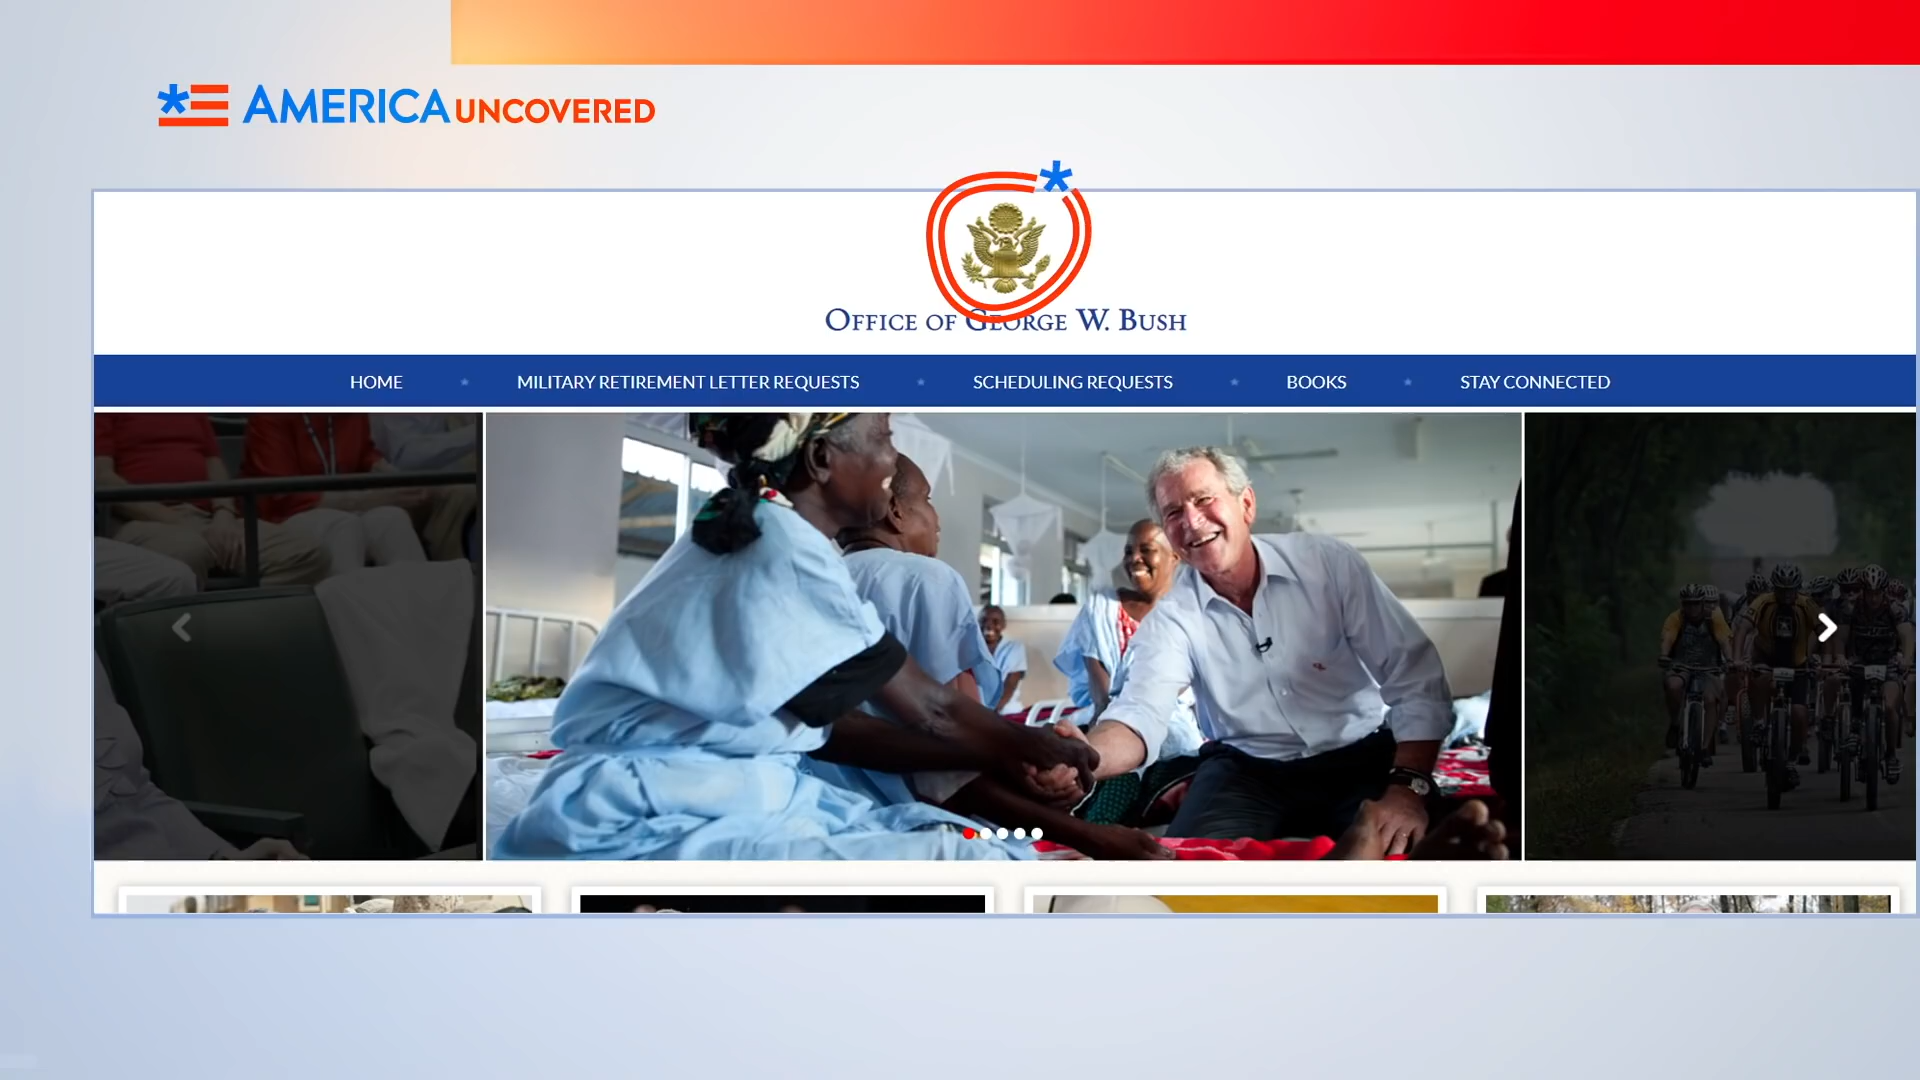 AMERICA UNCOVERED
OFFICE OF GEORGE W. BUSH
HOME
MILITARY RETIREMENT LETTER REQUESTS
SCHEDULING REQUESTS
BOOKS
STAY CONNECTED